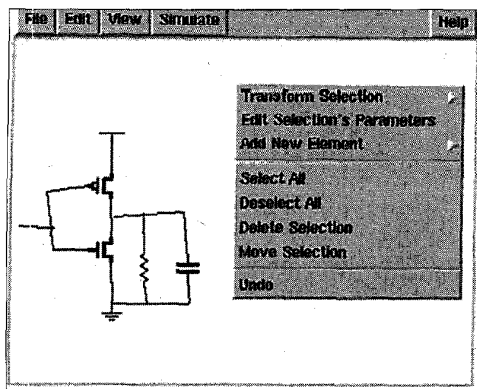 File Edit View Simulate Help
Transform Selection
Edit Selection's Parameters
Add New Element
Select All
Deselect All
Delete Selection
Move Selection
Undo